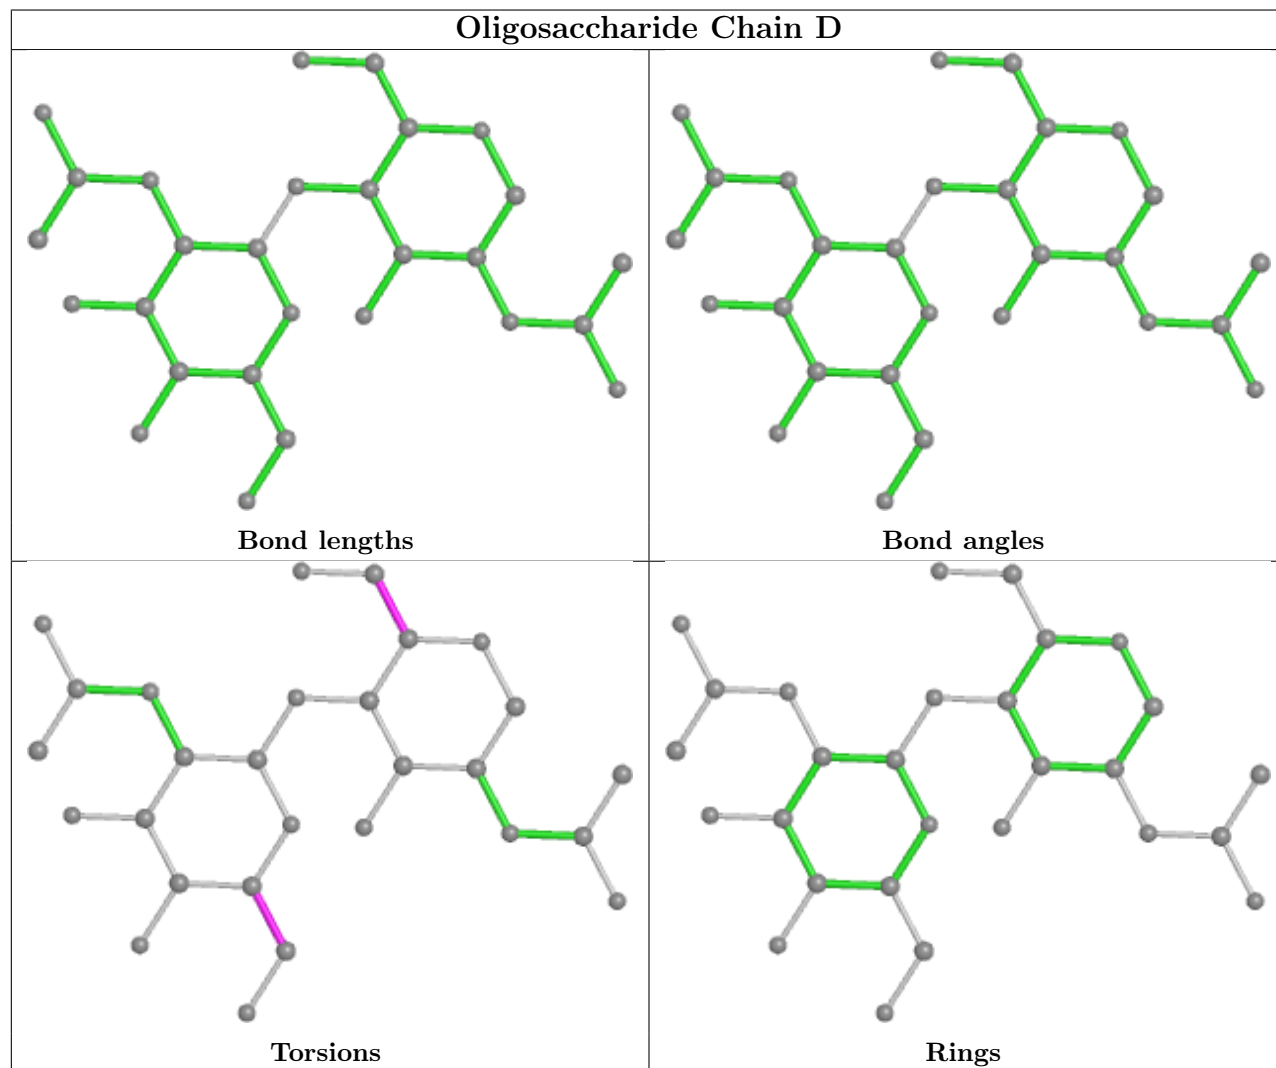 Oligosaccharide Chain D
Bond lengths
Bond angles
Torsions
Rings